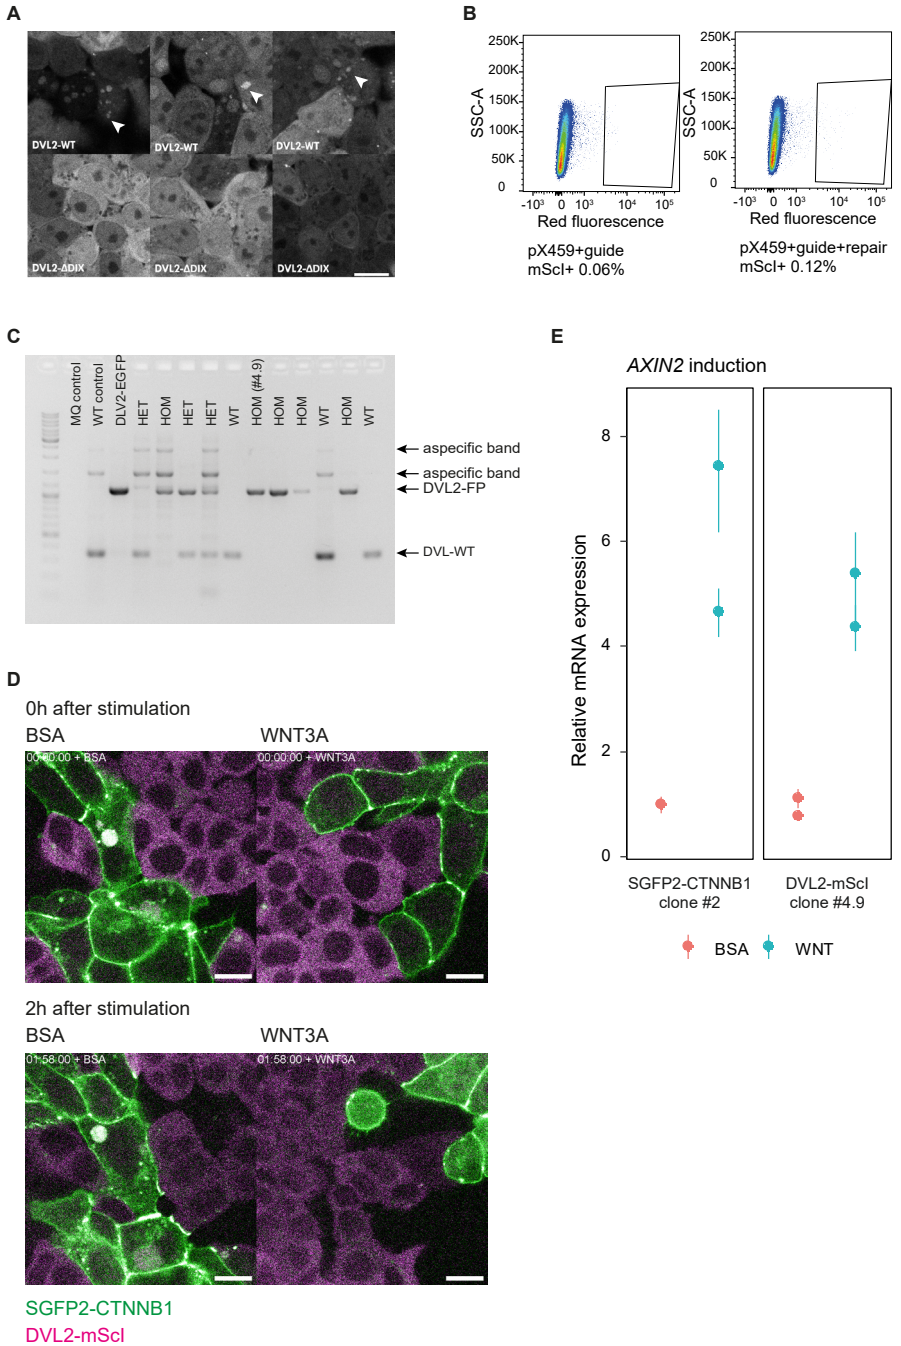 A
DVL2-WT
DVL2-WT
DVL2-WT
DVL2-ΔDIX
DVL2-ΔDIX
DVL2-ΔDIX
B
250K
200K
150K
100K
50K
0
SSC-A
-10³ 0 10³ 10⁴ 10⁵
Red fluorescence
pX459+guide
mScI+ 0.06%
250K
200K
150K
100K
50K
0
SSC-A
-10³ 0 10³ 10⁴ 10⁵
Red fluorescence
pX459+guide+repair
mScI+ 0.12%
C
MQ control
WT control
DLV2-EGFP
HET
HOM
HET
HET
WT
HOM (#4.9)
HOM
HOM
WT
HOM
WT
aspecific band
aspecific band
DVL2-FP
DVL-WT
D
0h after stimulation
BSA
WNT3A
00:00:00 + BSA
00:00:00 + WNT3A
2h after stimulation
BSA
WNT3A
01:58:00 + BSA
01:58:00 + WNT3A
SGFP2-CTNNB1
DVL2-mScI
E
AXIN2 induction
Relative mRNA expression
8
6
4
2
0
SGFP2-CTNNB1
clone #2
DVL2-mScI
clone #4.9
BSA
WNT